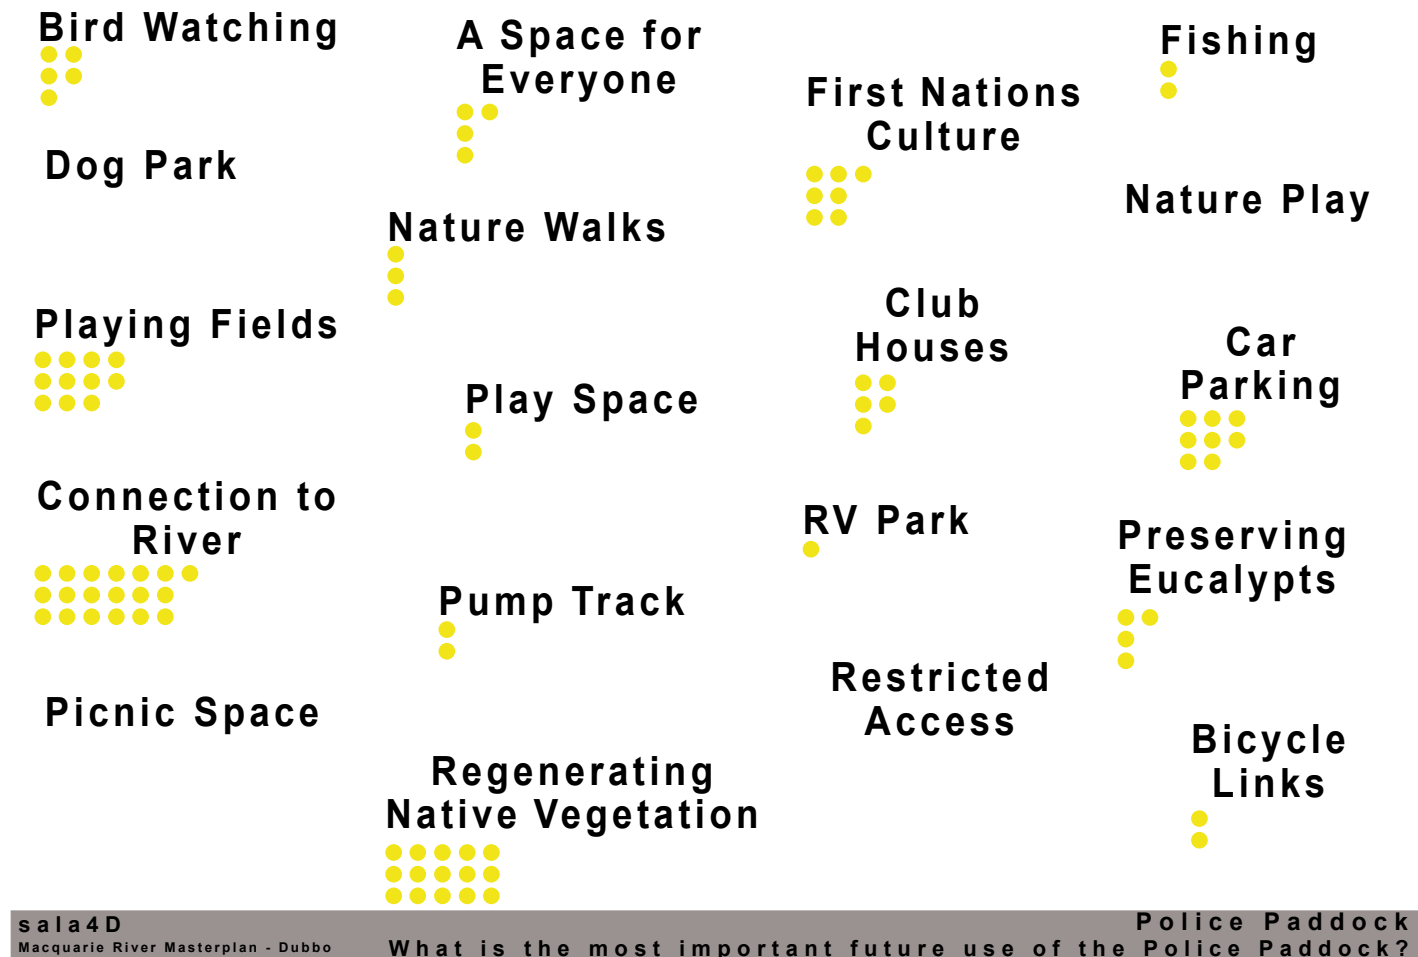 Bird Watching
A Space for
Everyone
Fishing
First Nations
Culture
Dog Park
Nature Play
Nature Walks
Playing Fields
Club
Houses
Car
Parking
Play Space
Connection to
River
RV Park
Preserving
Eucalypts
Pump Track
Restricted
Access
Picnic Space
Bicycle
Links
Regenerating
Native Vegetation
sala4D
Macquarie River Masterplan - Dubbo
Police Paddock
What is the most important future use of the Police Paddock?